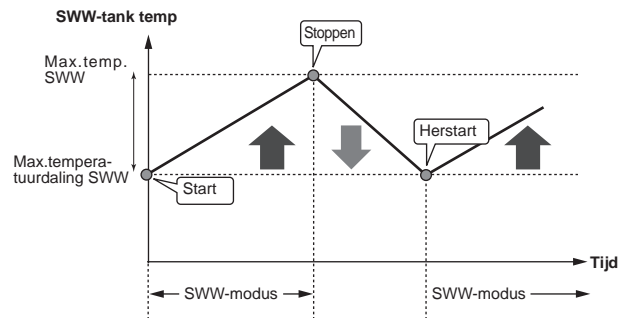 SWW-tank temp
Stoppen
Max.temp.
SWW
Herstart
Max.tempera-
tuurdaling SWW
Start
Tijd
SWW-modus
SWW-modus